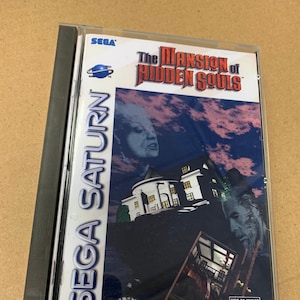 SEGA
The MANSION of
HIDDEN SOULS
SEGA SATURN